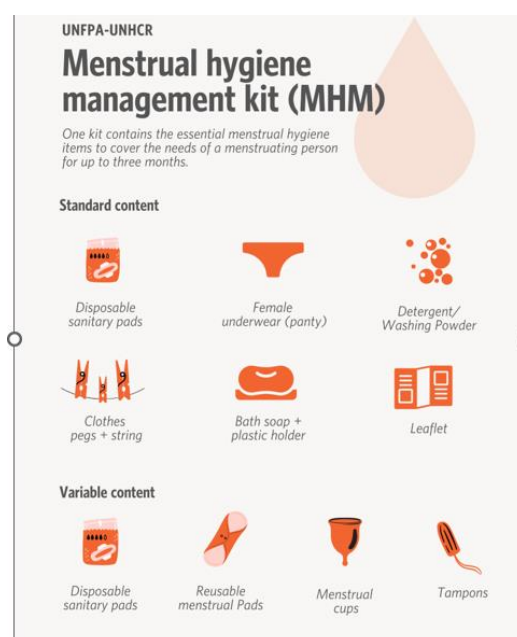 UNFPA-UNHCR
Menstrual hygiene
management kit (MHM)
One kit contains the essential menstrual hygiene
items to cover the needs of a menstruating person
for up to three months.
Standard content
Disposable
sanitary pads
Female
underwear (panty)
Detergent/
Washing Powder
Clothes
pegs + string
Bath soap +
plastic holder
Leaflet
Variable content
Disposable
sanitary pads
Reusable
menstrual Pads
Menstrual
cups
Tampons